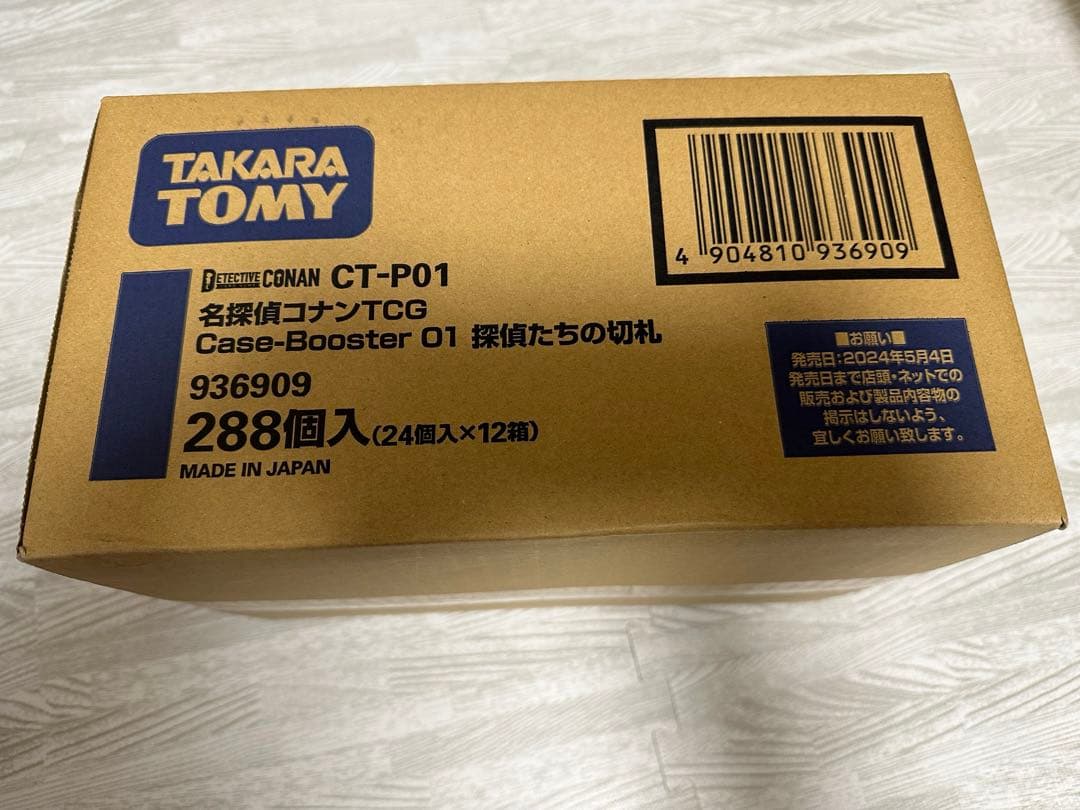 TAKARA
TOMY
4 904810 936909
DETECTIVE CONAN CT-P01
名探偵コナンTCG
Case-Booster 01 探偵たちの切札
936909
288個入(24個入×12箱)
MADE IN JAPAN
■お願い■
発売日:2024年5月4日
発売日まで店頭・ネットでの
販売および製品内容物の
掲示はしないよう、
宜しくお願い致します。